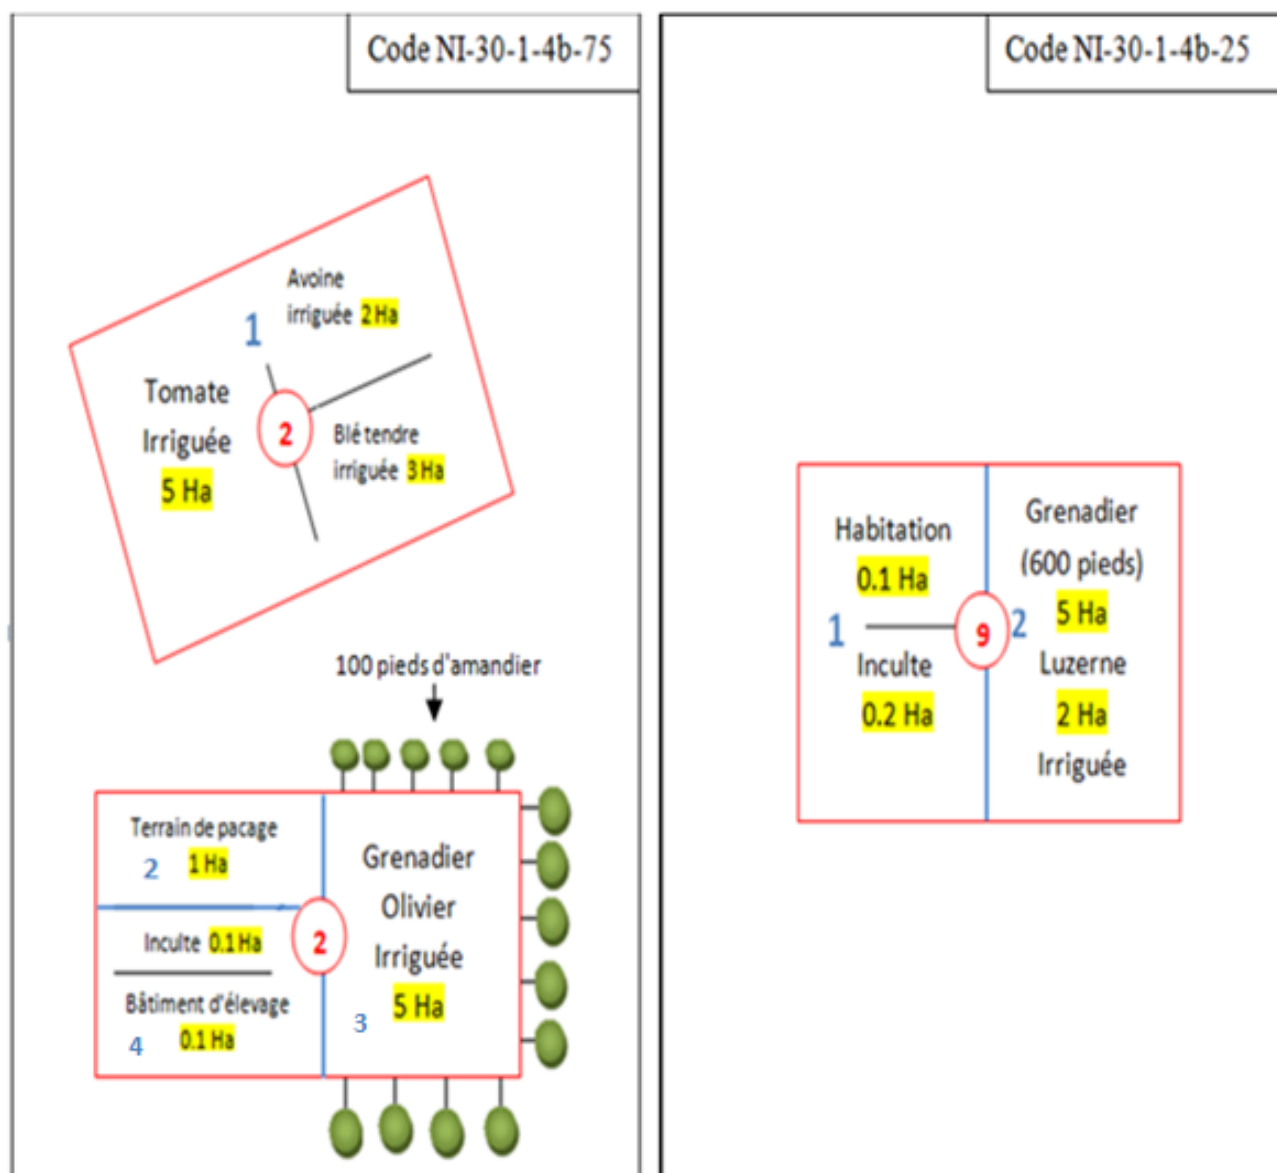 Code NI-30-1-4b-75
Avoine
irriguée 2 Ha
1
Tomate
Irriguée
5 Ha
2
Blé tendre
irriguée 3 Ha
100 pieds d'amandier
Terrain de pacage
2 1 Ha
Inculte 0.1 Ha
Bâtiment d'élevage
4 0.1 Ha
2
Grenadier
Olivier
Irriguée
5 Ha
3
Code NI-30-1-4b-25
Habitation
0.1 Ha
1
Inculte
0.2 Ha
9
2
Grenadier
(600 pieds)
5 Ha
Luzerne
2 Ha
Irriguée